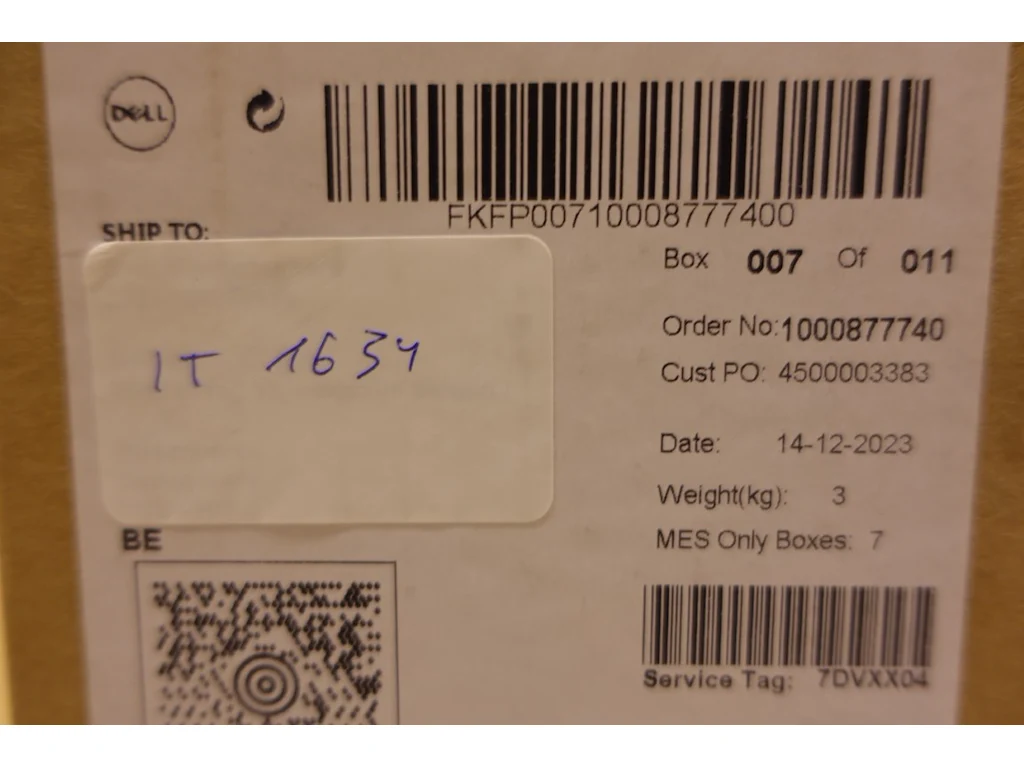 DELL
FKFP00710008777400
SHIP TO:
Box 007 Of 011
IT 1634
Order No:1000877740
Cust PO: 4500003383
Date: 14-12-2023
Weight(kg): 3
BE
MES Only Boxes: 7
Service Tag: 7DVXX04